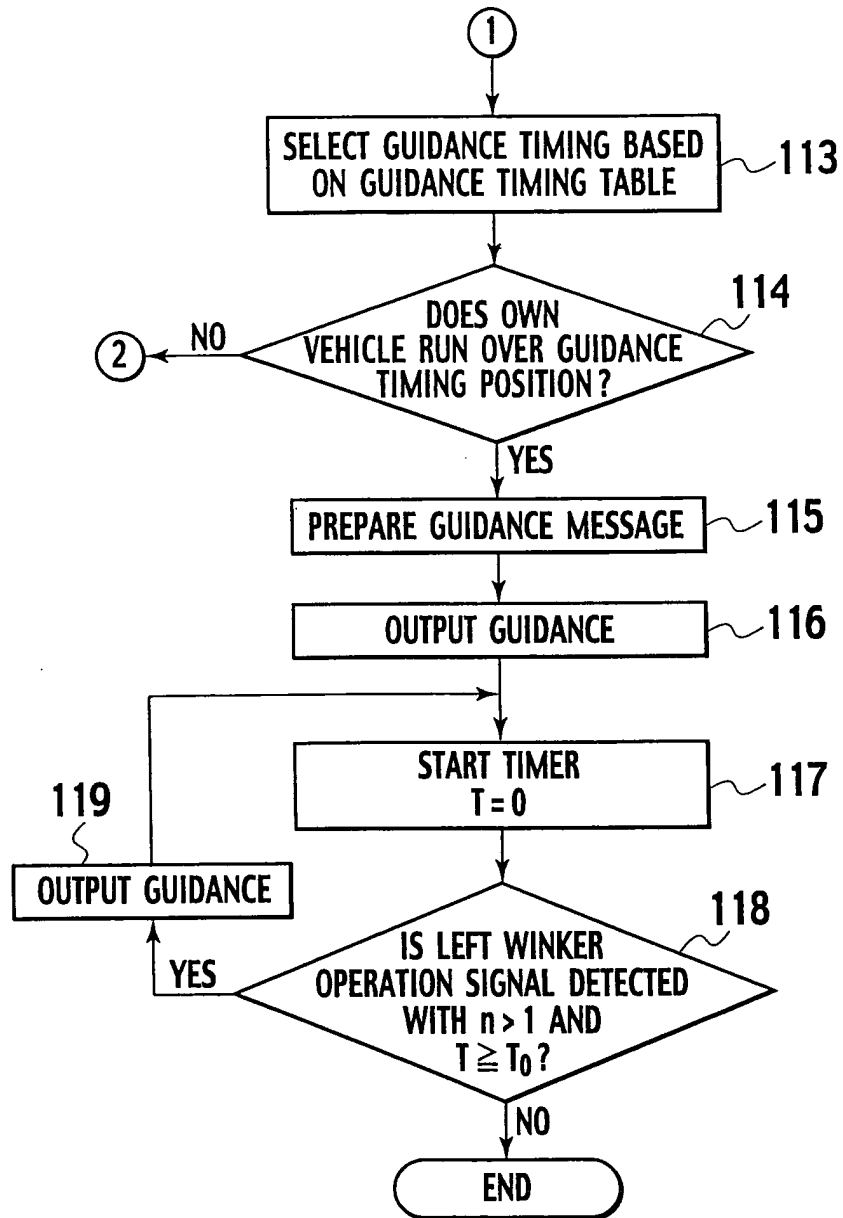 1
SELECT GUIDANCE TIMING BASED
ON GUIDANCE TIMING TABLE
113
114
DOES OWN
VEHICLE RUN OVER GUIDANCE
TIMING POSITION?
NO
2
YES
PREPARE GUIDANCE MESSAGE
115
OUTPUT GUIDANCE
116
START TIMER
T = 0
117
119
OUTPUT GUIDANCE
118
YES
IS LEFT WINKER
OPERATION SIGNAL DETECTED
WITH n > 1 AND
T ≧ T₀?
NO
END